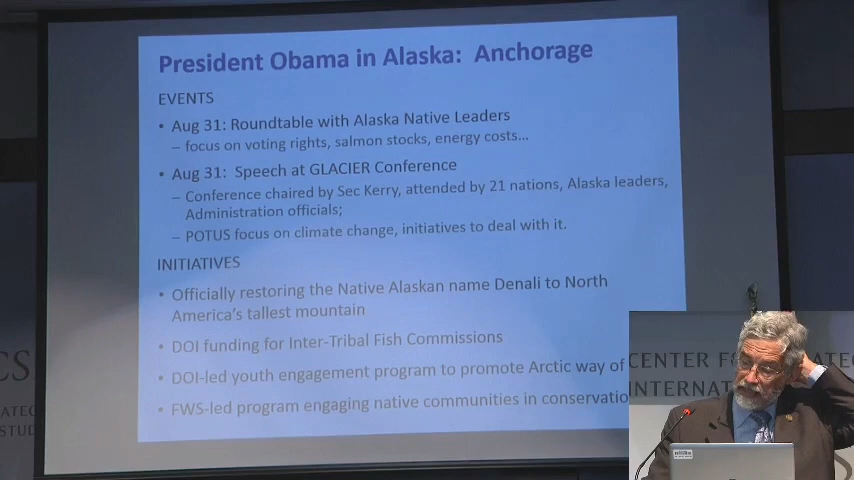 President Obama in Alaska: Anchorage
EVENTS
• Aug 31: Roundtable with Alaska Native Leaders
– focus on voting rights, salmon stocks, energy costs...
• Aug 31: Speech at GLACIER Conference
– Conference chaired by Sec Kerry, attended by 21 nations, Alaska leaders,
Administration officials;
– POTUS focus on climate change, initiatives to deal with it.
INITIATIVES
• Officially restoring the Native Alaskan name Denali to North
America's tallest mountain
• DOI funding for Inter-Tribal Fish Commissions
• DOI-led youth engagement program to promote Arctic way of
• FWS-led program engaging native communities in conservatio
CS
ATEG
STUD
CENTER F ATEG
INTERNAT